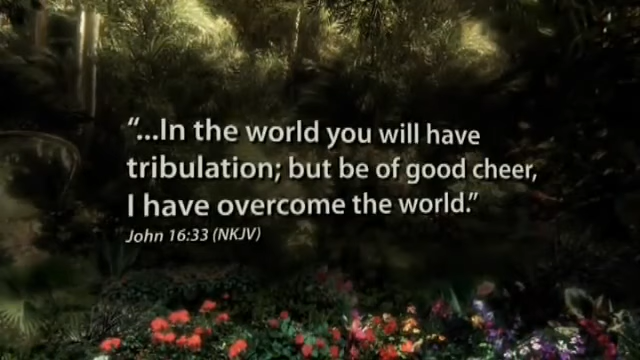 “...In the world you will have
tribulation; but be of good cheer,
I have overcome the world.”
John 16:33 (NKJV)